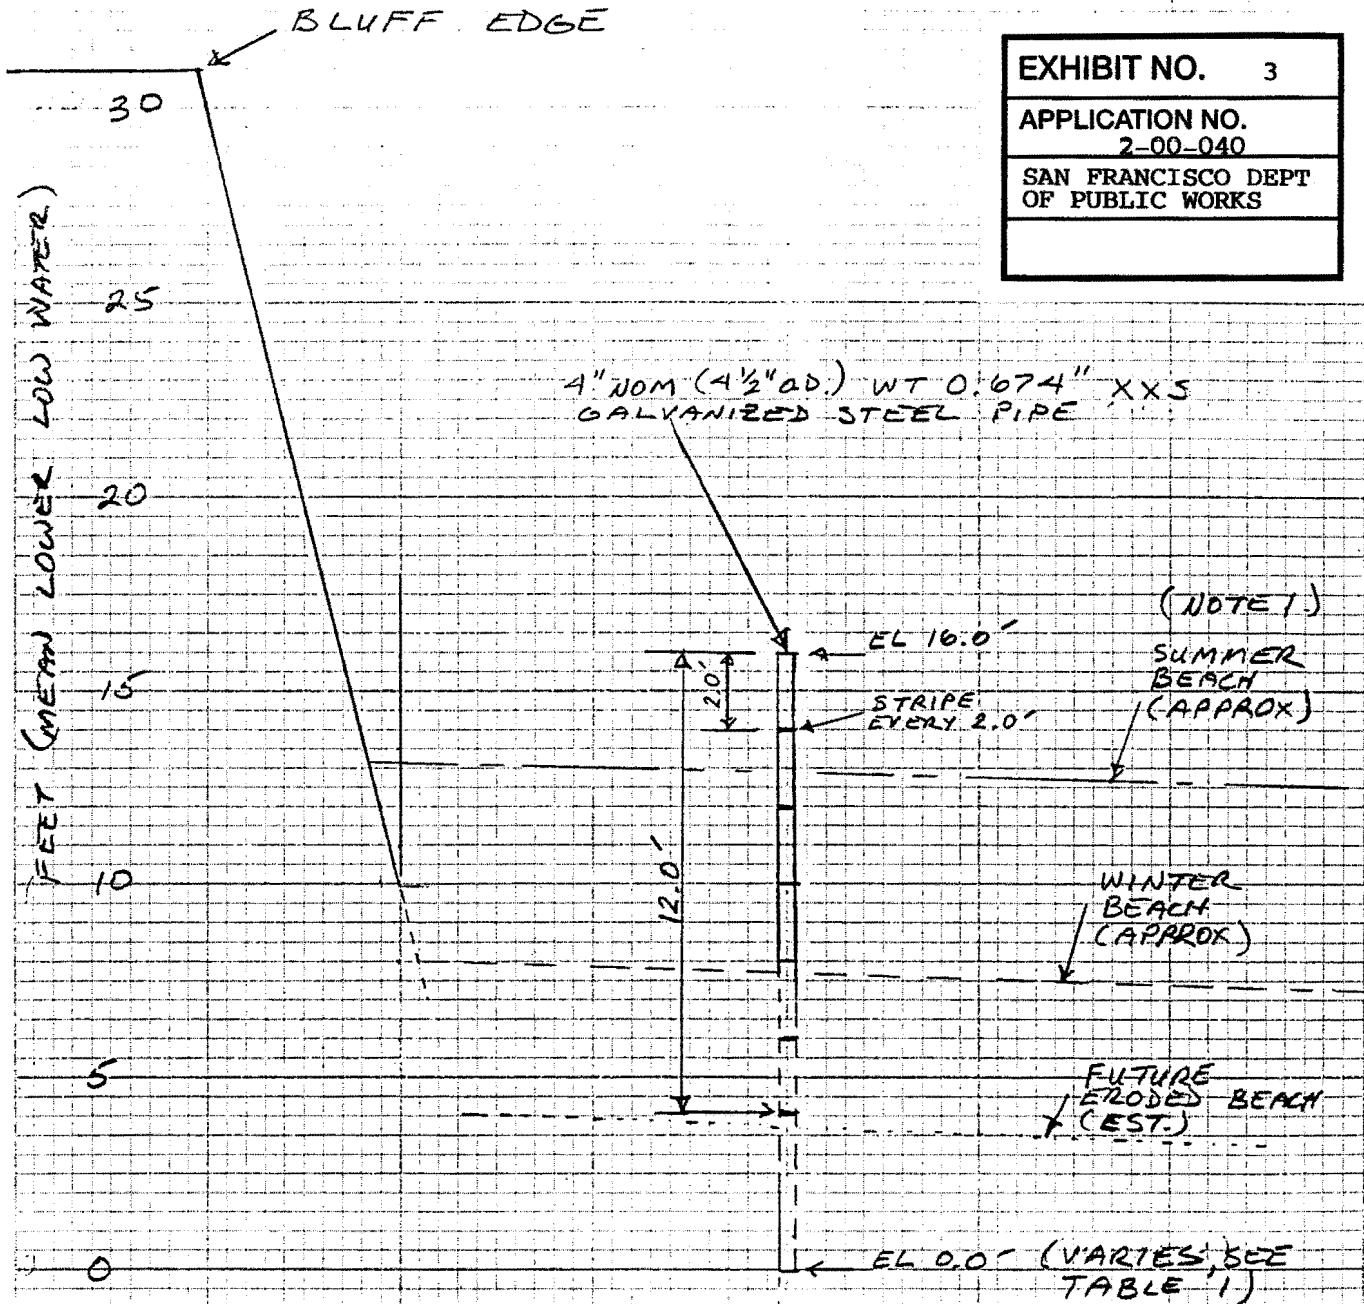 BLUFF EDGE
EXHIBIT NO. 3
APPLICATION NO.
2-00-040
SAN FRANCISCO DEPT
OF PUBLIC WORKS
30
25
20
15
10
5
0
FEET (MEAN LOWER LOW WATER)
4" NOM (4 1/2" O.D.) WT 0.674" XXS
GALVANIZED STEEL PIPE
(NOTE 1)
EL 16.0'
SUMMER
BEACH
(APPROX)
2.0'
STRIPE
EVERY 2.0'
12.0'
WINTER
BEACH
(APPROX)
FUTURE
ERODED BEACH
(EST.)
EL 0.0' (VARIES, SEE
TABLE 1)